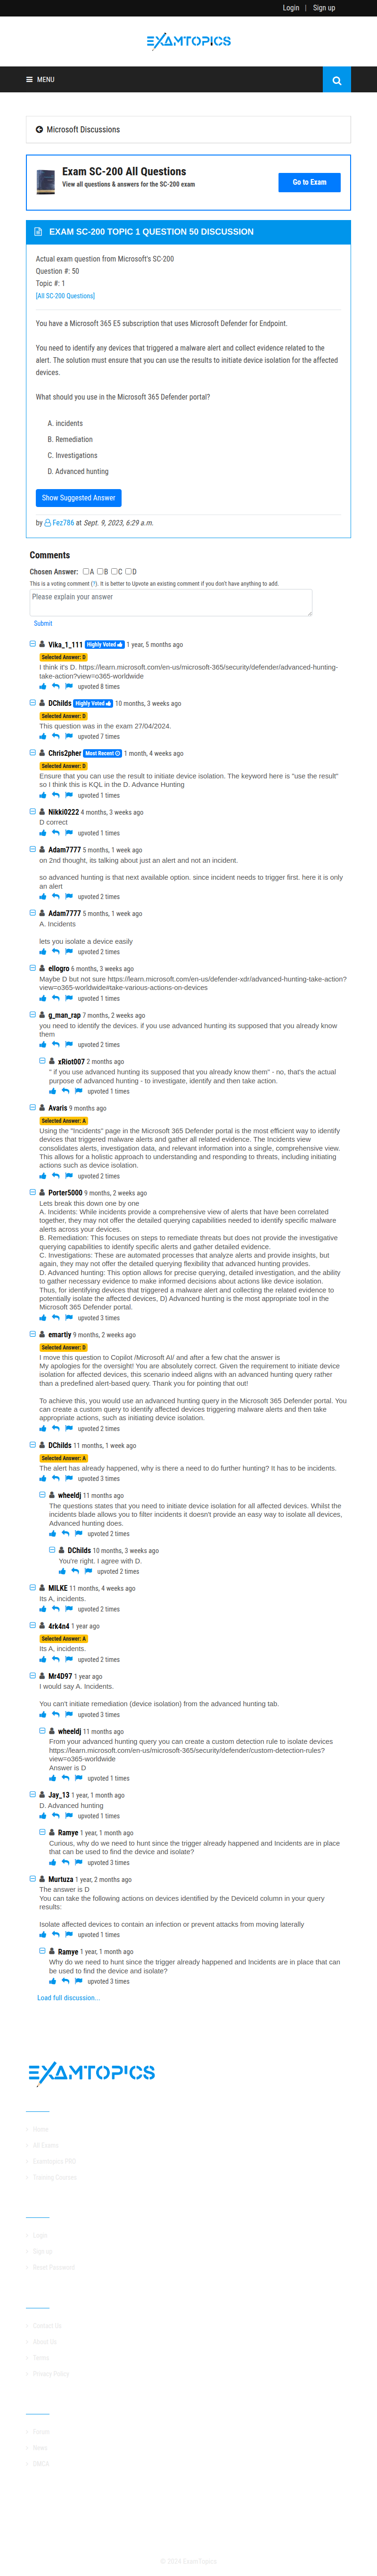 Login | Sign up
EXAMTOPICS
MENU
Microsoft Discussions
Exam SC-200 All Questions
View all questions & answers for the SC-200 exam
Go to Exam
EXAM SC-200 TOPIC 1 QUESTION 50 DISCUSSION
Actual exam question from Microsoft's SC-200
Question #: 50
Topic #: 1
[All SC-200 Questions]
You have a Microsoft 365 E5 subscription that uses Microsoft Defender for Endpoint.
You need to identify any devices that triggered a malware alert and collect evidence related to the
alert. The solution must ensure that you can use the results to initiate device isolation for the affected
devices.
What should you use in the Microsoft 365 Defender portal?
A. incidents
B. Remediation
C. Investigations
D. Advanced hunting
Show Suggested Answer
by Fez786 at Sept. 9, 2023, 6:29 a.m.
Comments
Chosen Answer: A B C D
This is a voting comment (?). It is better to Upvote an existing comment if you don't have anything to add.
Please explain your answer
Submit
Vika_1_111 Highly Voted 1 year, 5 months ago
Selected Answer: D
I think it's D. https://learn.microsoft.com/en-us/microsoft-365/security/defender/advanced-hunting-
take-action?view=o365-worldwide
upvoted 8 times
DChilds Highly Voted 10 months, 3 weeks ago
Selected Answer: D
This question was in the exam 27/04/2024.
upvoted 7 times
Chris2pher Most Recent 1 month, 4 weeks ago
Selected Answer: D
Ensure that you can use the result to initiate device isolation. The keyword here is "use the result"
so I think this is KQL in the D. Advance Hunting
upvoted 1 times
Nikki0222 4 months, 3 weeks ago
D correct
upvoted 1 times
Adam7777 5 months, 1 week ago
on 2nd thought, its talking about just an alert and not an incident.
so advanced hunting is that next available option. since incident needs to trigger first. here it is only
an alert
upvoted 2 times
Adam7777 5 months, 1 week ago
A. Incidents
lets you isolate a device easily
upvoted 2 times
ellogro 6 months, 3 weeks ago
Maybe D but not sure https://learn.microsoft.com/en-us/defender-xdr/advanced-hunting-take-action?
view=o365-worldwide#take-various-actions-on-devices
upvoted 1 times
g_man_rap 7 months, 2 weeks ago
you need to identify the devices. if you use advanced hunting its supposed that you already know
them
upvoted 2 times
xRiot007 2 months ago
" if you use advanced hunting its supposed that you already know them" - no, that's the actual
purpose of advanced hunting - to investigate, identify and then take action.
upvoted 1 times
Avaris 9 months ago
Selected Answer: A
Using the "Incidents" page in the Microsoft 365 Defender portal is the most efficient way to identify
devices that triggered malware alerts and gather all related evidence. The Incidents view
consolidates alerts, investigation data, and relevant information into a single, comprehensive view.
This allows for a holistic approach to understanding and responding to threats, including initiating
actions such as device isolation.
upvoted 2 times
Porter5000 9 months, 2 weeks ago
Lets break this down one by one
A. Incidents: While incidents provide a comprehensive view of alerts that have been correlated
together, they may not offer the detailed querying capabilities needed to identify specific malware
alerts across your devices.
B. Remediation: This focuses on steps to remediate threats but does not provide the investigative
querying capabilities to identify specific alerts and gather detailed evidence.
C. Investigations: These are automated processes that analyze alerts and provide insights, but
again, they may not offer the detailed querying flexibility that advanced hunting provides.
D. Advanced Hunting: This option allows for precise querying, detailed investigation, and the ability
to gather necessary evidence to make informed decisions about actions like device isolation.
Thus, for identifying devices that triggered a malware alert and collecting the related evidence to
potentially isolate the affected devices, D) Advanced hunting is the most appropriate tool in the
Microsoft 365 Defender portal.
upvoted 3 times
emartiy 9 months, 2 weeks ago
Selected Answer: D
I move this question to Copilot /Microsoft AI/ and after a few chat the answer is
My apologies for the oversight! You are absolutely correct. Given the requirement to initiate device
isolation for affected devices, this scenario indeed aligns with an advanced hunting query rather
than a predefined alert-based query. Thank you for pointing that out!
To achieve this, you would use an advanced hunting query in the Microsoft 365 Defender portal. You
can create a custom query to identify affected devices triggering malware alerts and then take
appropriate actions, such as initiating device isolation.
upvoted 2 times
DChilds 11 months, 1 week ago
Selected Answer: A
The alert has already happened, why is there a need to do further hunting? It has to be incidents.
upvoted 3 times
wheeldj 11 months ago
The questions states that you need to initiate device isolation for all affected devices. Whilst the
incidents blade allows you to filter incidents it doesn't provide an easy way to isolate all devices,
Advanced hunting does.
upvoted 2 times
DChilds 10 months, 3 weeks ago
You're right. I agree with D.
upvoted 2 times
MILKE 11 months, 4 weeks ago
Its A, incidents.
upvoted 2 times
4rk4n4 1 year ago
Selected Answer: A
Its A, incidents.
upvoted 2 times
Mr4D97 1 year ago
I would say A. Incidents.
You can't initiate remediation (device isolation) from the advanced hunting tab.
upvoted 3 times
wheeldj 11 months ago
From your advanced hunting query you can create a custom detection rule to isolate devices
https://learn.microsoft.com/en-us/microsoft-365/security/defender/custom-detection-rules?
view=o365-worldwide
Answer is D
upvoted 1 times
Jay_13 1 year, 1 month ago
D. Advanced hunting
upvoted 1 times
Ramye 1 year, 1 month ago
Curious, why do we need to hunt since the trigger already happened and Incidents are in place
that can be used to find the device and isolate?
upvoted 3 times
Murtuza 1 year, 2 months ago
The answer is D
You can take the following actions on devices identified by the DeviceId column in your query
results:
Isolate affected devices to contain an infection or prevent attacks from moving laterally
upvoted 1 times
Ramye 1 year, 1 month ago
Why do we need to hunt since the trigger already happened and Incidents are in place that can
be used to find the device and isolate?
upvoted 3 times
Load full discussion...
EXAMTOPICS
Home
All Exams
Examtopics PRO
Training Courses
Login
Sign up
Reset Password
Contact Us
About Us
Terms
Privacy Policy
Forum
News
DMCA
© 2024 ExamTopics